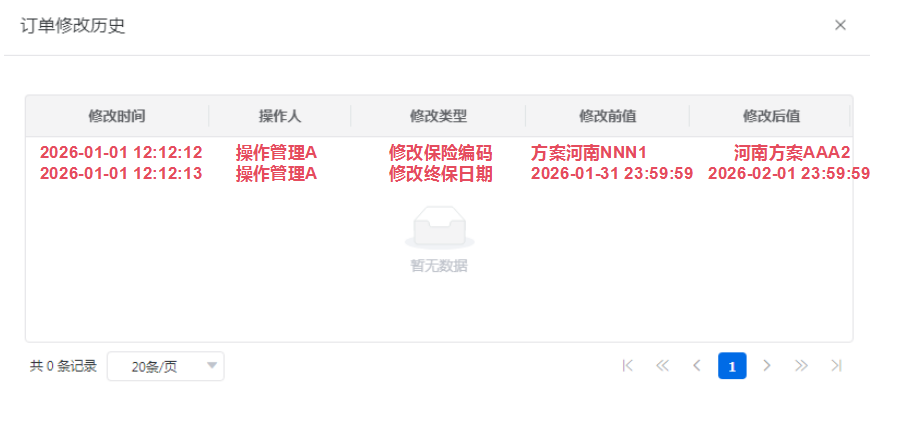 订单修改历史
修改时间 操作人 修改类型 修改前值 修改后值
2026-01-01 12:12:12 操作管理A 修改保险编码 方案河南NNN1 河南方案AAA2
2026-01-01 12:12:13 操作管理A 修改终保日期 2026-01-31 23:59:59 2026-02-01 23:59:59
暂无数据
共 0 条记录 20条/页 1